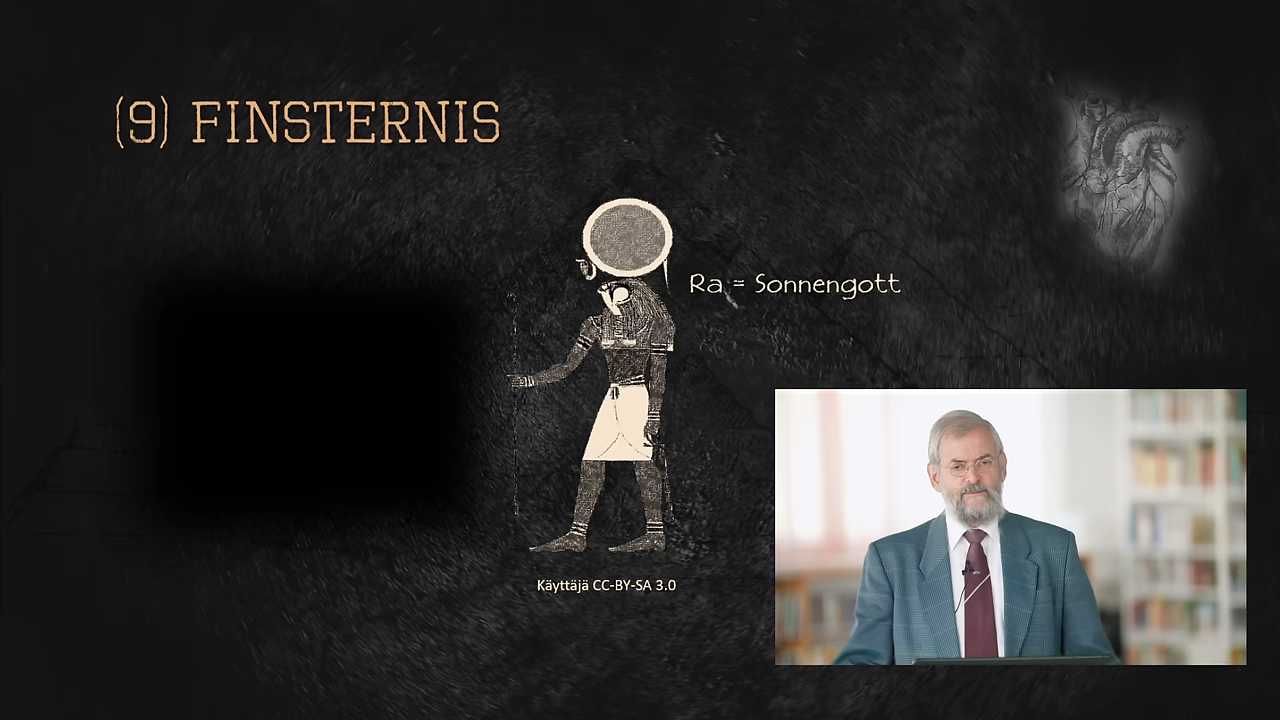 (9) FINSTERNIS
Ra = Sonnengott
Käyttäjä CC-BY-SA 3.0